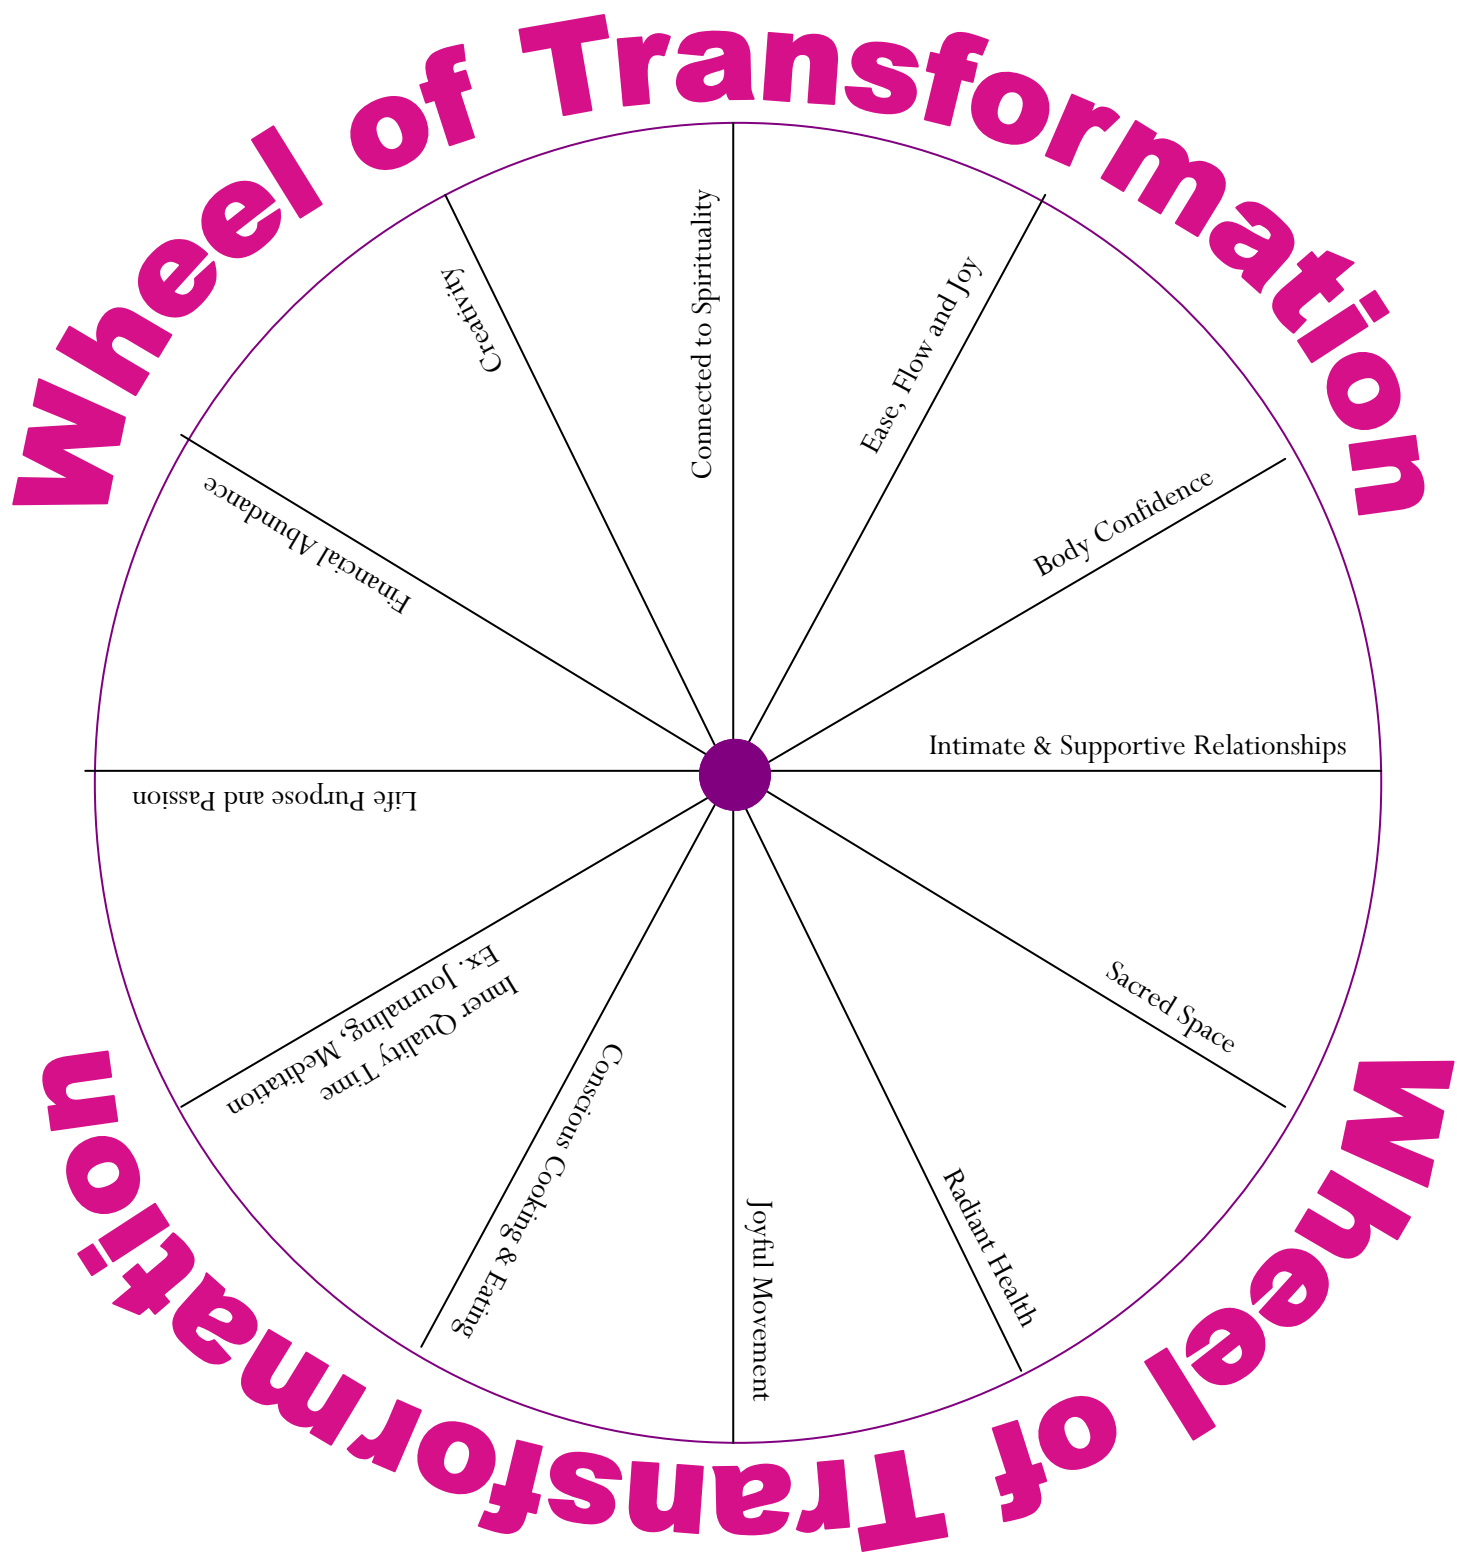 Wheel of Transformation
Connected to Spirituality
Ease, Flow and Joy
Body Confidence
Intimate & Supportive Relationships
Sacred Space
Radiant Health
Joyful Movement
Conscious Cooking & Eating
Inner Quality Time
Ex. Journaling, Meditation
Life Purpose and Passion
Financial Abundance
Creativity
Wheel of Transformation